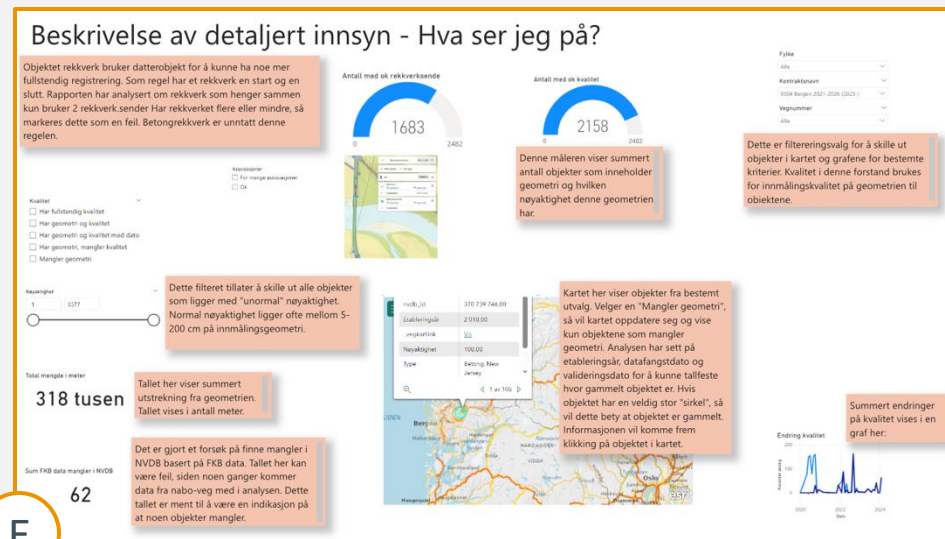 Beskrivelse av detaljert innsyn - Hva ser jeg på?
Objektet rekkverk bruker datterobjekt for å kunne ha noe mer
fullstendig registrering. Som regel har et rekkverk en start og en
slutt. Rapporten har analysert om rekkverk som henger sammen
kun bruker 2 rekkverk.sender Har rekkverket flere eller mindre, så
markeres dette som en feil. Betongrekkverk er unntatt denne
regelen.
Antall med ok rekkverksende
1683
0
2482
Antall med ok kvalitet
2158
0
2482
Denne måleren viser summert
antall objekter som inneholder
geometri og hvilken
nøyaktighet denne geometrien
har.
Fylke
Alle
Kontraktsnavn
9304 Bergen 2021-2026 (2023-)
Vegnummer
Alle
Dette er filtreringsvalg for å skille ut
objekter i kartet og grafene for bestemte
kriterier. Kvalitet i denne forstand brukes
for innmålingskvalitet på geometrien til
objektene.
Assosiasjoner
For mange assosiasjoner
Ok
Kvalitet
Har fullstendig kvalitet
Har geometri og kvalitet
Har geometri og kvalitet med dato
Har geometri, mangler kvalitet
Mangler geometri
Nøyaktighet
-1
3577
Dette filteret tillater å skille ut alle objekter
som ligger med "unormal" nøyaktighet.
Normal nøyaktighet ligger ofte mellom 5-
200 cm på innmålingsgeometri.
Total mengde i meter
318 tusen
Tallet her viser summert
utstrekning fra geometrien.
Tallet vises i antall meter.
Sum FKB data mangler i NVDB
62
Det er gjort et forsøk på finne mangler i
NVDB basert på FKB data. Tallet her kan
være feil, siden noen ganger kommer
data fra nabo-veg med i analysen. Dette
tallet er ment til å være en indikasjon på
at noen objekter mangler.
nvdb_id 370 739 746,00
Etableringsår 2 010,00
vegkartlink Vis
Nøyaktighet 100,00
Type Betong; New
Jersey
1 av 105
Bergen
HARDANGER-
VIDDA
Oslo
Haugesund
esri
Kartet her viser objekter fra bestemt
utvalg. Velger en "Mangler geometri",
så vil kartet oppdatere seg og vise
kun objektene som mangler
geometri. Analysen har sett på
etableringsår, datafangstdato og
valideringsdato for å kunne tallfeste
hvor gammelt objektet er. Hvis
objektet har en veldig stor "sirkel", så
vil dette bety at objektet er gammelt.
Informasjonen vil komme frem
klikking på objektet i kartet.
Summert endringer
på kvalitet vises i en
graf her:
Endring kvalitet
200
100
0
2020
2022
2024
Dato
E